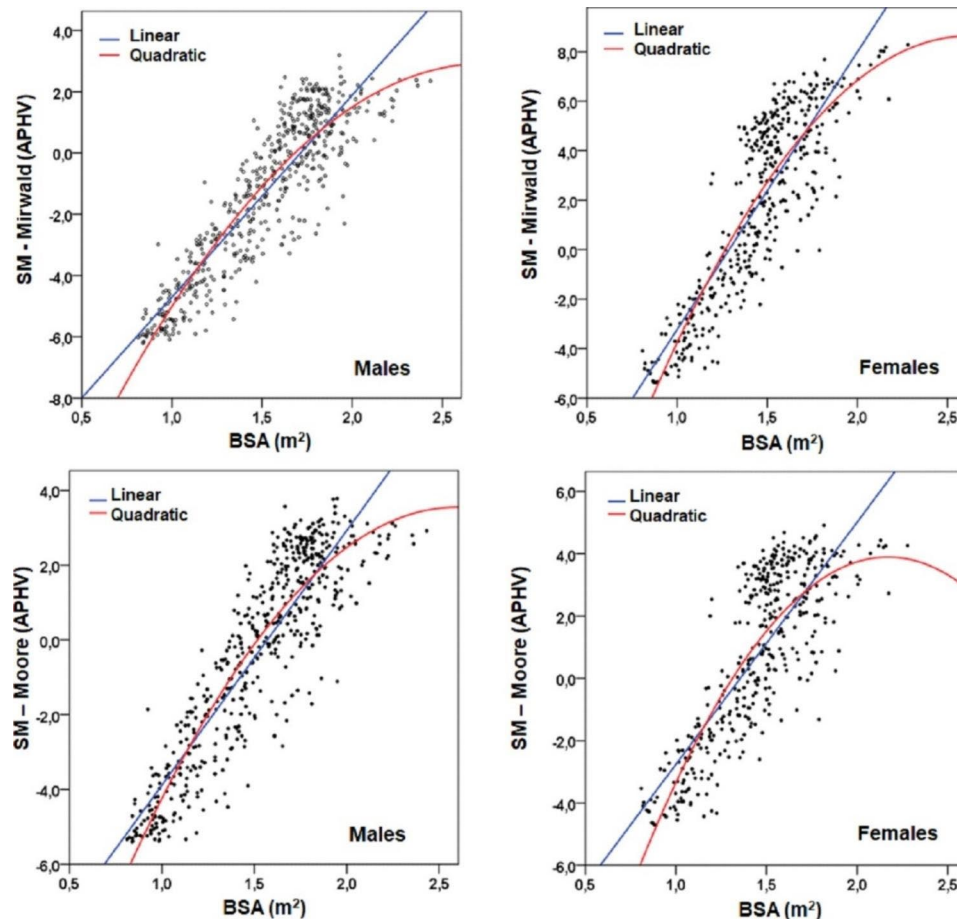 4,0
2,0
0,0
-2,0
-4,0
-6,0
-8,0
SM - Mirwald (APHV)
Linear
Quadratic
Males
0,5 1,0 1,5 2,0 2,5
BSA (m²)
8,0
6,0
4,0
2,0
0,0
-2,0
-4,0
-6,0
SM - Mirwald (APHV)
Linear
Quadratic
Females
0,5 1,0 1,5 2,0 2,5
BSA (m²)
4,0
2,0
0,0
-2,0
-4,0
-6,0
SM – Moore (APHV)
Linear
Quadratic
Males
0,5 1,0 1,5 2,0 2,5
BSA (m²)
6,0
4,0
2,0
0,0
-2,0
-4,0
-6,0
SM – Moore (APHV)
Linear
Quadratic
Females
0,5 1,0 1,5 2,0 2,5
BSA (m²)